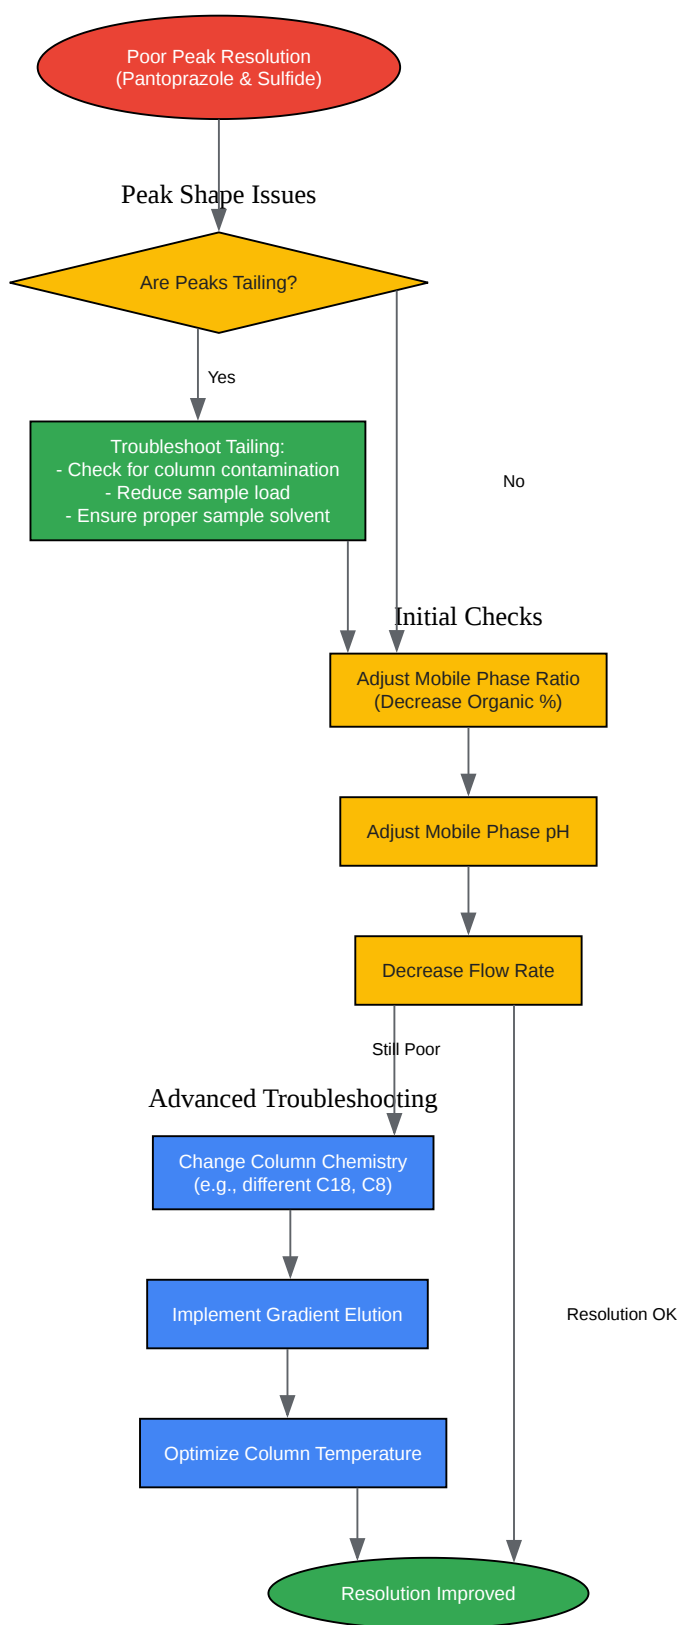 Poor Peak Resolution
(Pantoprazole & Sulfide)
Peak Shape Issues
Are Peaks Tailing?
Yes
Troubleshoot Tailing:
- Check for column contamination
- Reduce sample load
- Ensure proper sample solvent
No
Initial Checks
Adjust Mobile Phase Ratio
(Decrease Organic %)
Adjust Mobile Phase pH
Decrease Flow Rate
Still Poor
Advanced Troubleshooting
Change Column Chemistry
(e.g., different C18, C8)
Implement Gradient Elution
Resolution OK
Optimize Column Temperature
Resolution Improved